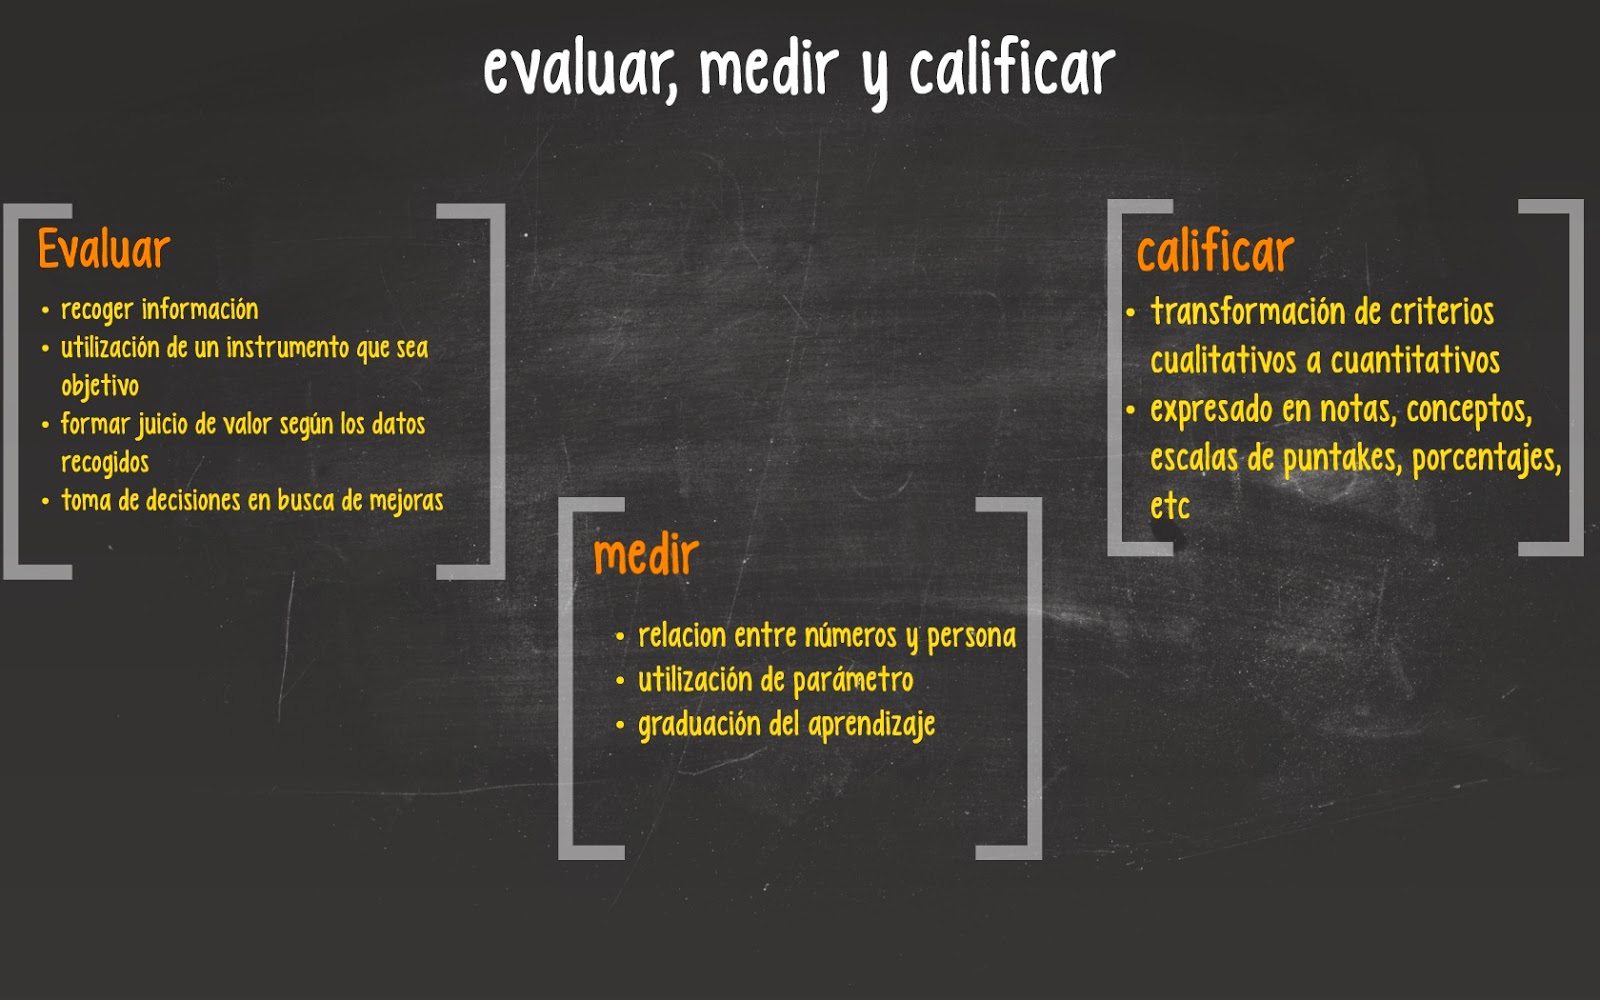 evaluar, medir y calificar
Evaluar
• recoger información
• utilización de un instrumento que sea
objetivo
• formar juicio de valor según los datos
recogidos
• toma de decisiones en busca de mejoras
medir
• relacion entre números y persona
• utilización de parámetro
• graduación del aprendizaje
calificar
• transformación de criterios
cualitativos a cuantitativos
• expresado en notas, conceptos,
escalas de puntakes, porcentajes,
etc